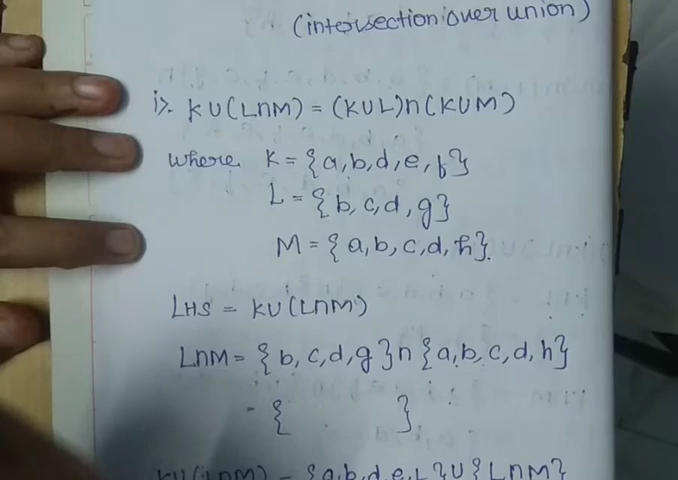 (intersection over union)
i). K∪(L∩M) = (K∪L)∩(K∪M)
where K = {a,b,d,e,f}
L = {b,c,d,g}
M = {a,b,c,d,h}.
LHS = K∪(L∩M)
L∩M = {b,c,d,g}∩{a,b,c,d,h}
= { }
K∪(L∩M) = {a,b,d,e,f}∪{L∩M}